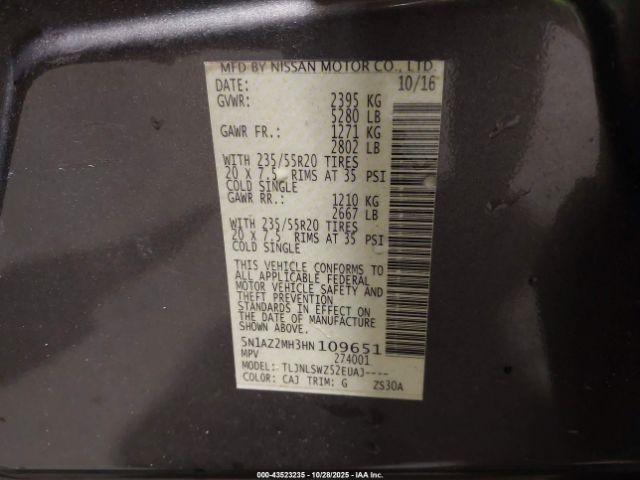 MFD BY NISSAN MOTOR CO., LTD.
DATE: 10/16
GVWR: 2395 KG
5280 LB
GAWR FR.: 1271 KG
2802 LB
WITH 235/55R20 TIRES
20 X 7.5 RIMS AT 35 PSI
COLD SINGLE
GAWR RR.: 1210 KG
2667 LB
WITH 235/55R20 TIRES
20 X 7.5 RIMS AT 35 PSI
COLD SINGLE
THIS VEHICLE CONFORMS TO
ALL APPLICABLE FEDERAL
MOTOR VEHICLE SAFETY AND
THEFT PREVENTION
STANDARDS IN EFFECT ON
THE DATE OF MANUFACTURE
SHOWN ABOVE.
5N1AZ2MH3HN109651
MPV 274001
MODEL: TLJNLSWZ52EUAJ----
COLOR: CAJ TRIM: G ZS30A
© 00-43523235 - 10/28/2025 - IAA Inc.